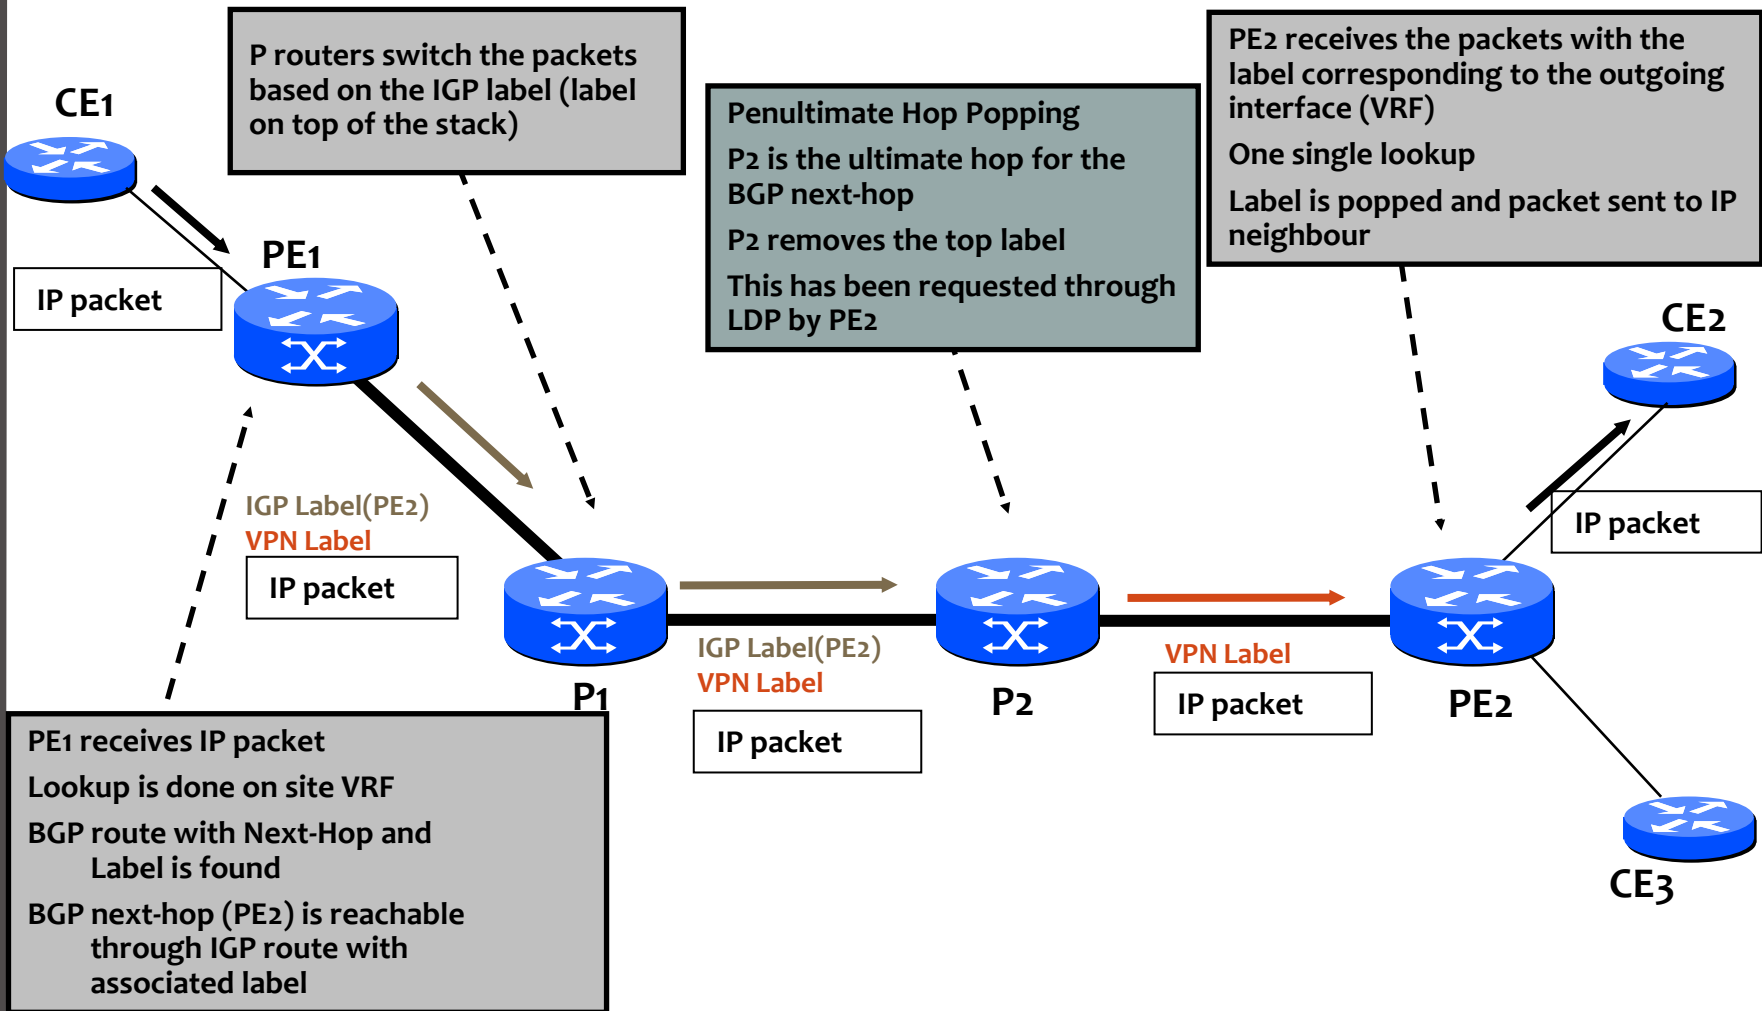 P routers switch the packets
based on the IGP label (label
on top of the stack)
PE2 receives the packets with the
label corresponding to the outgoing
interface (VRF)
One single lookup
Label is popped and packet sent to IP
neighbour
Penultimate Hop Popping
P2 is the ultimate hop for the
BGP next-hop
P2 removes the top label
This has been requested through
LDP by PE2
CE1
IP packet
PE1
CE2
IP packet
IGP Label(PE2)
VPN Label
IP packet
P1
IGP Label(PE2)
VPN Label
IP packet
P2
VPN Label
IP packet
PE2
CE3
PE1 receives IP packet
Lookup is done on site VRF
BGP route with Next-Hop and
Label is found
BGP next-hop (PE2) is reachable
through IGP route with
associated label